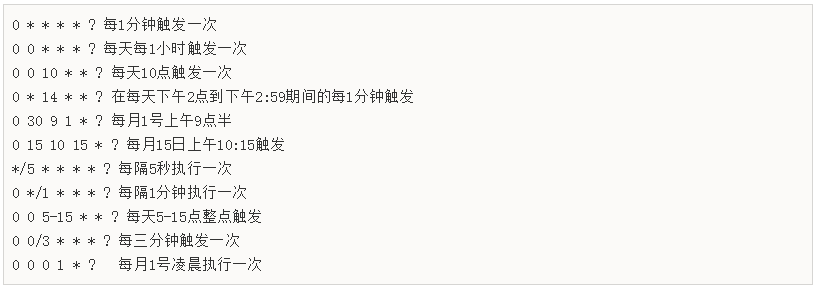 0 * * * * ? 每1分钟触发一次
0 0 * * * ? 每天每1小时触发一次
0 0 10 * * ? 每天10点触发一次
0 * 14 * * ? 在每天下午2点到下午2:59期间的每1分钟触发
0 30 9 1 * ? 每月1号上午9点半
0 15 10 15 * ? 每月15日上午10:15触发
*/5 * * * * ? 每隔5秒执行一次
0 */1 * * * ? 每隔1分钟执行一次
0 0 5-15 * * ? 每天5-15点整点触发
0 0/3 * * * ? 每三分钟触发一次
0 0 0 1 * ?  每月1号凌晨执行一次